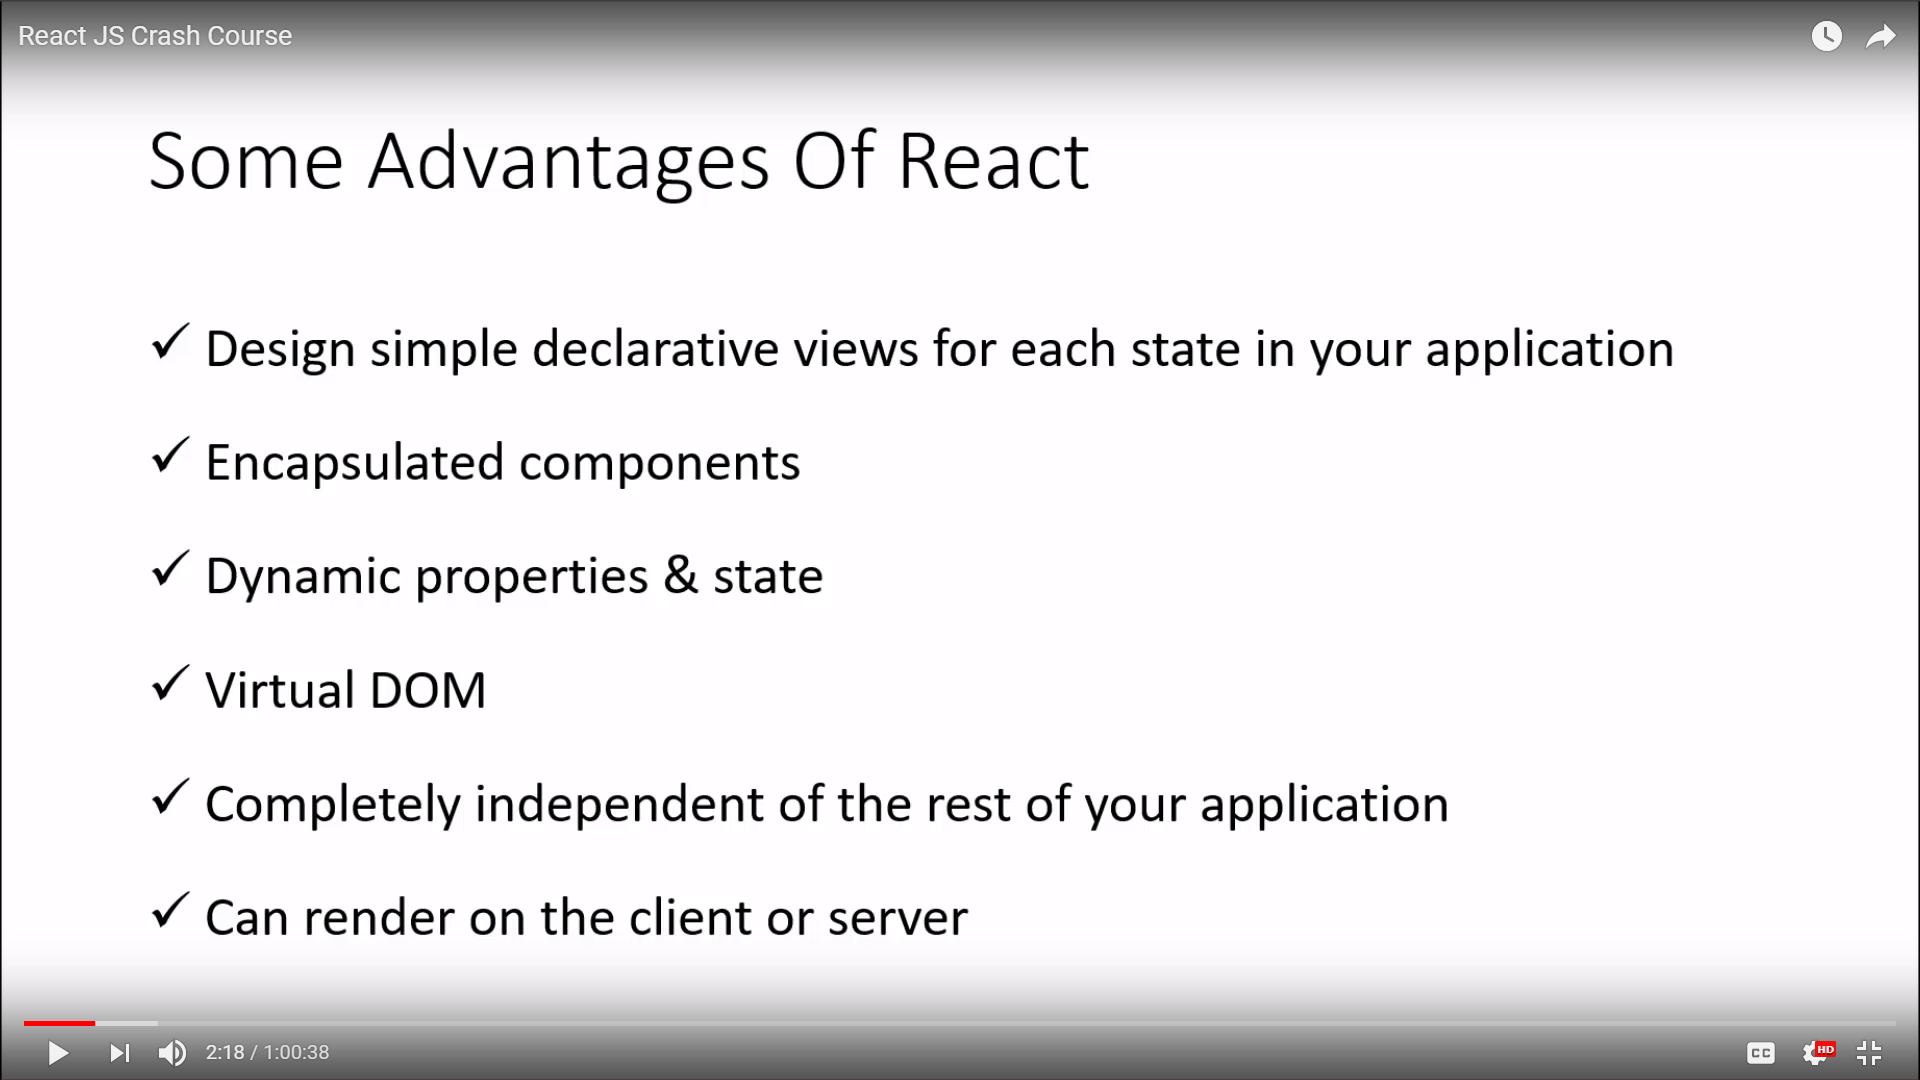 React JS Crash Course
Some Advantages Of React
✓ Design simple declarative views for each state in your application
✓ Encapsulated components
✓ Dynamic properties & state
✓ Virtual DOM
✓ Completely independent of the rest of your application
✓ Can render on the client or server
2:18 / 1:00:38
CC
HD